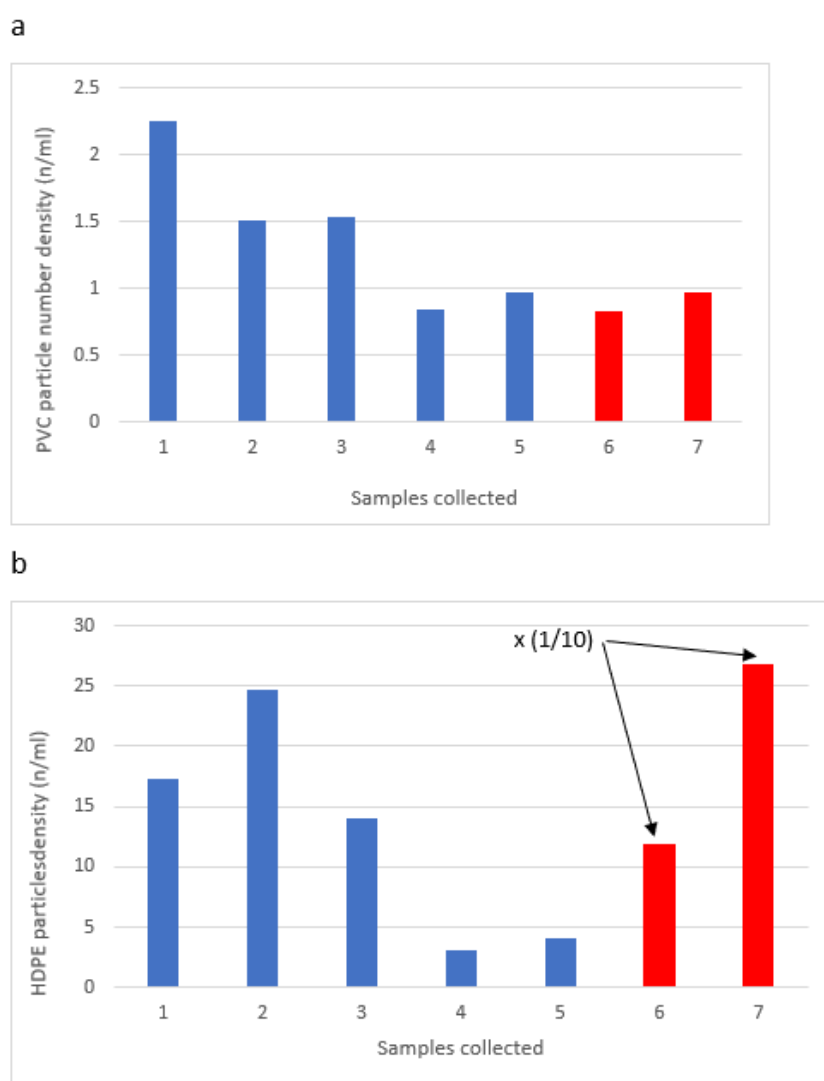 a
2.5
2
1.5
1
0.5
0
PVC particle number density (n/ml)
1 2 3 4 5 6 7
Samples collected
b
30
25
20
15
10
5
0
HDPE particlesdensity (n/ml)
x (1/10)
1 2 3 4 5 6 7
Samples collected